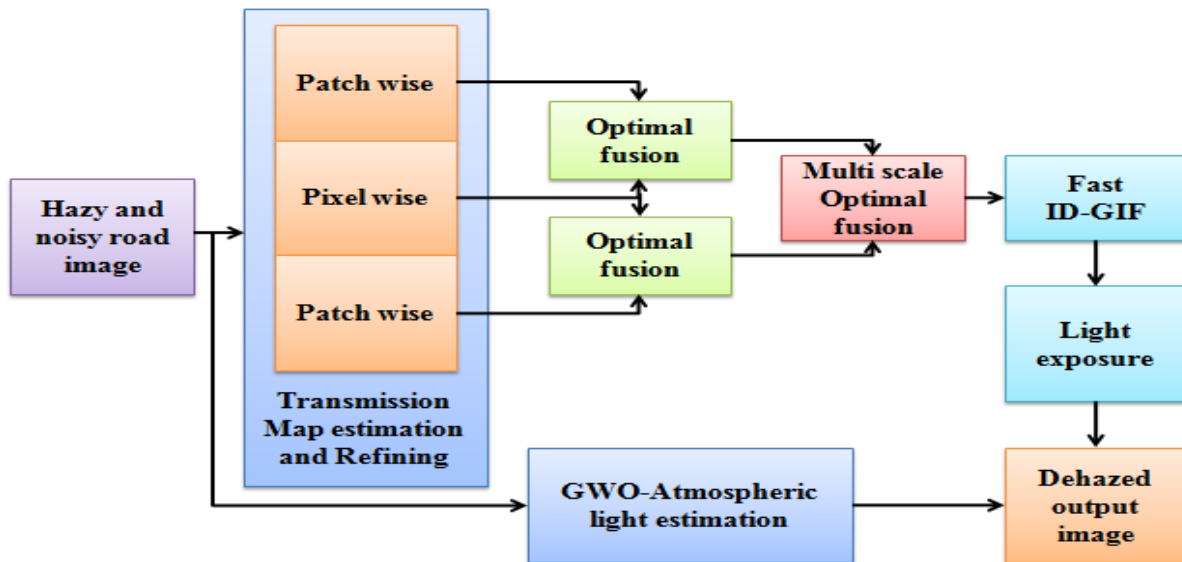 Hazy and
noisy road
image
Patch wise
Pixel wise
Patch wise
Transmission
Map estimation
and Refining
Optimal
fusion
Optimal
fusion
Multi scale
Optimal
fusion
Fast
ID-GIF
Light
exposure
GWO-Atmospheric
light estimation
Dehazed
output
image